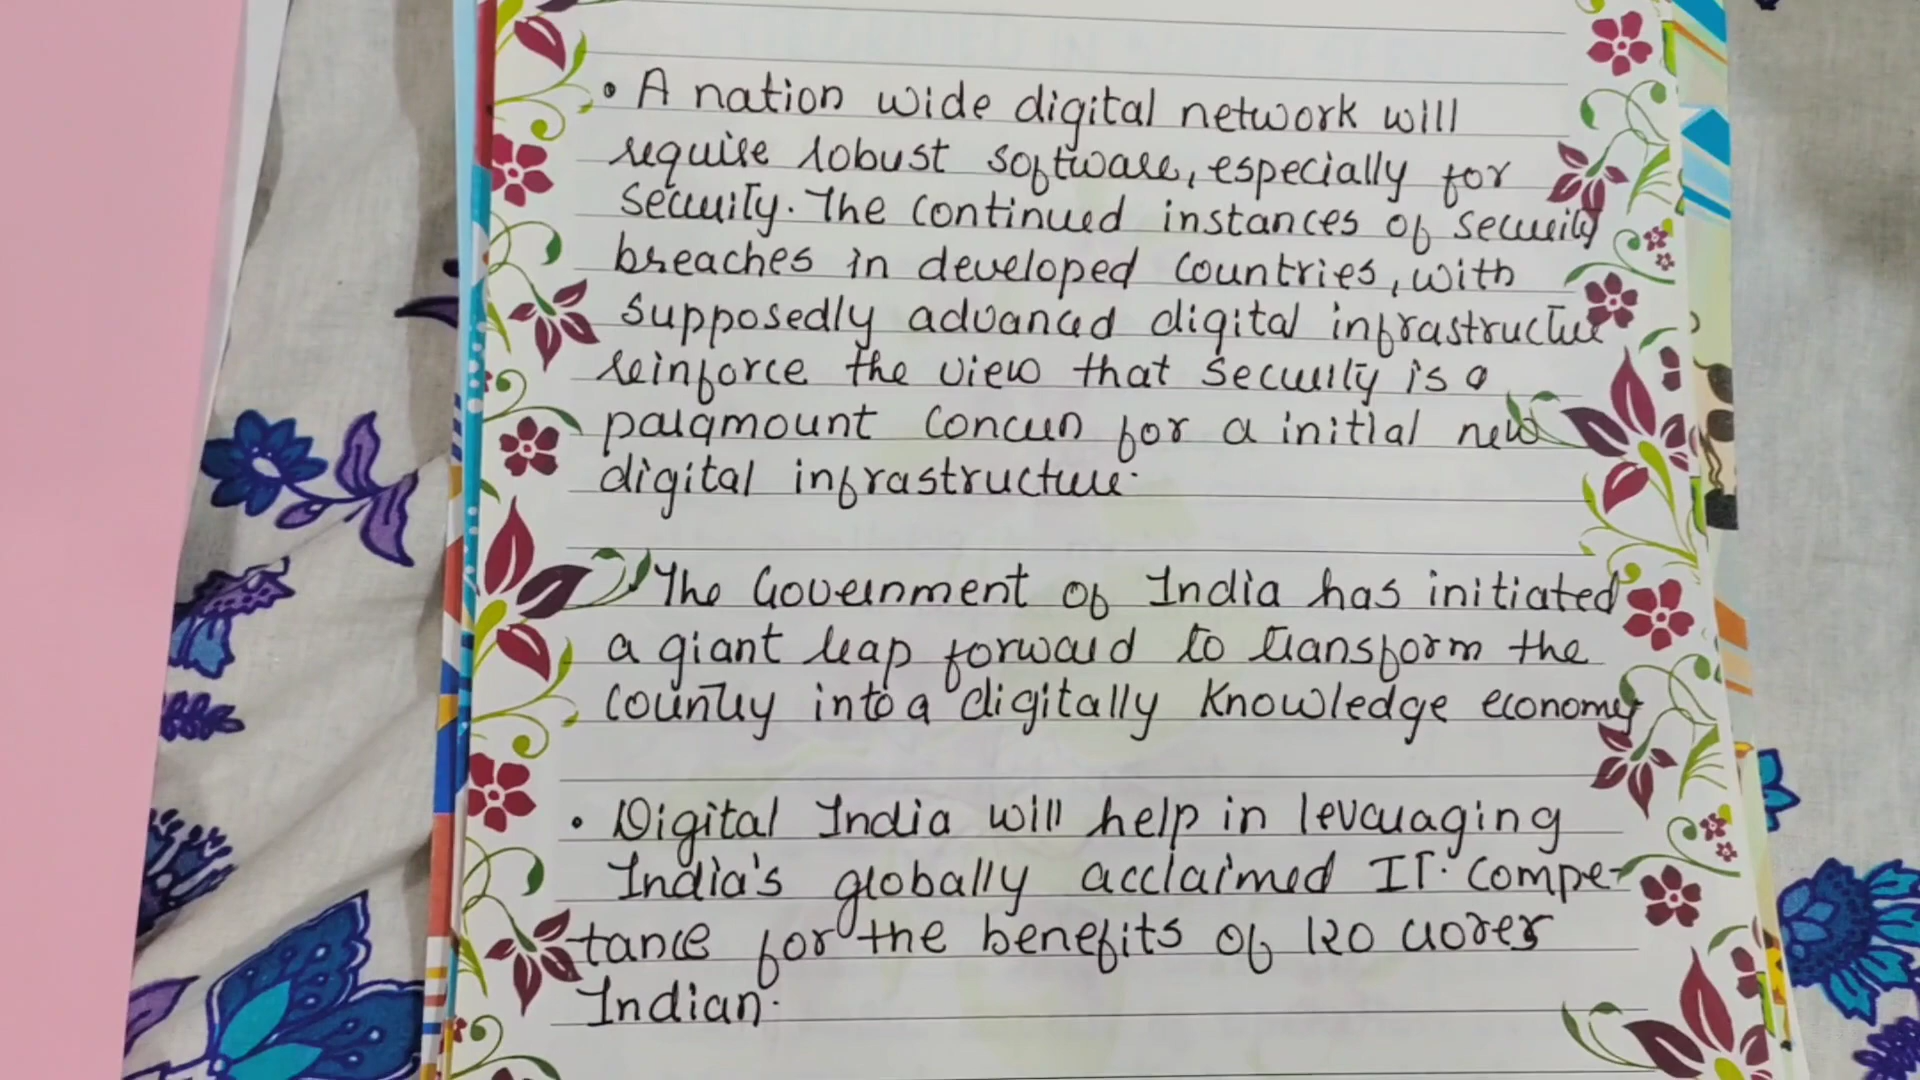 • A nation wide digital network will
require robust software, especially for
security. The continued instances of security
breaches in developed countries, with
supposedly advanced digital infrastructure
reinforce the view that security is a
paramount concern for a initial new
digital infrastructure.
The Government of India has initiated
a giant leap forward to transform the
country into a digitally Knowledge economy
• Digital India will help in leveraging
India's globally acclaimed IT. Compe-
tance for the benefits of 120 crorers
Indian.